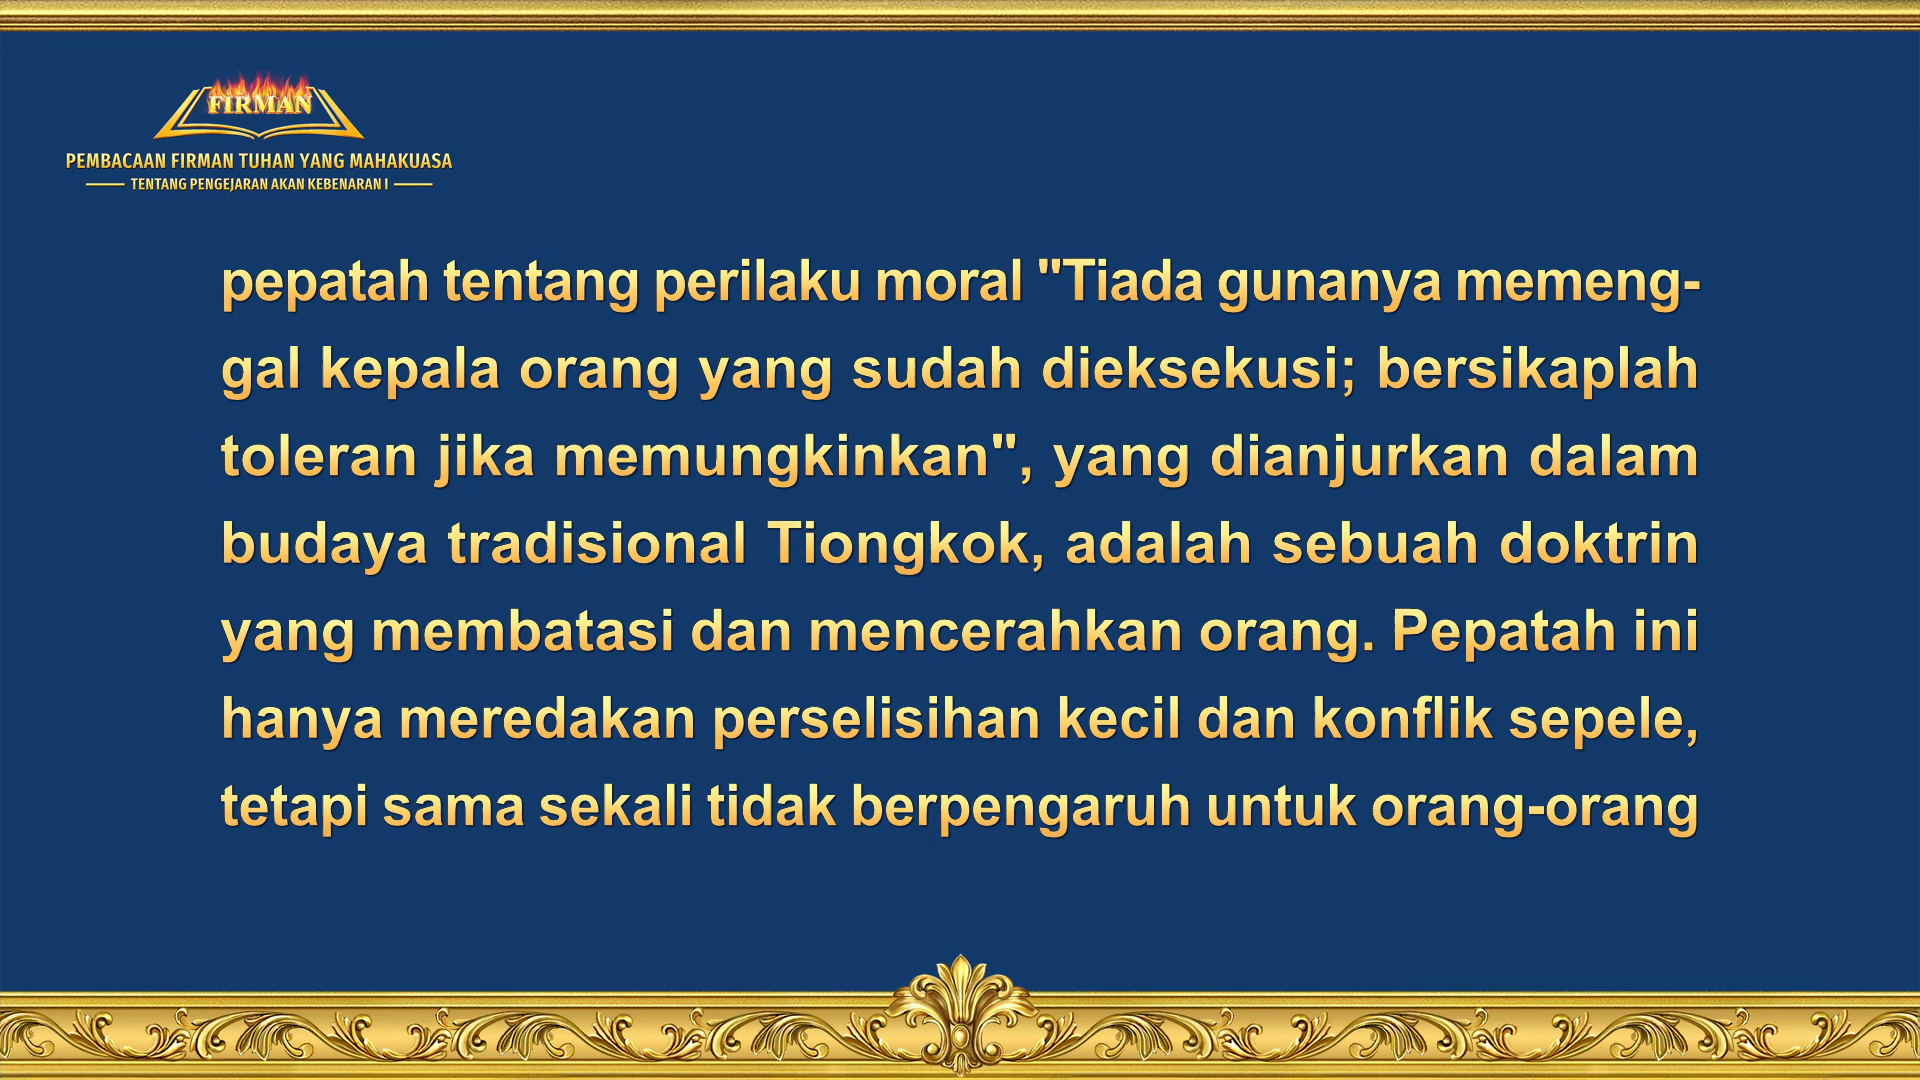 FIRMAN
PEMBACAAN FIRMAN TUHAN YANG MAHAKUASA
TENTANG PENGEJARAN AKAN KEBENARAN I
pepatah tentang perilaku moral "Tiada gunanya memeng-
gal kepala orang yang sudah dieksekusi; bersikaplah
toleran jika memungkinkan", yang dianjurkan dalam
budaya tradisional Tiongkok, adalah sebuah doktrin
yang membatasi dan mencerahkan orang. Pepatah ini
hanya meredakan perselisihan kecil dan konflik sepele,
tetapi sama sekali tidak berpengaruh untuk orang-orang